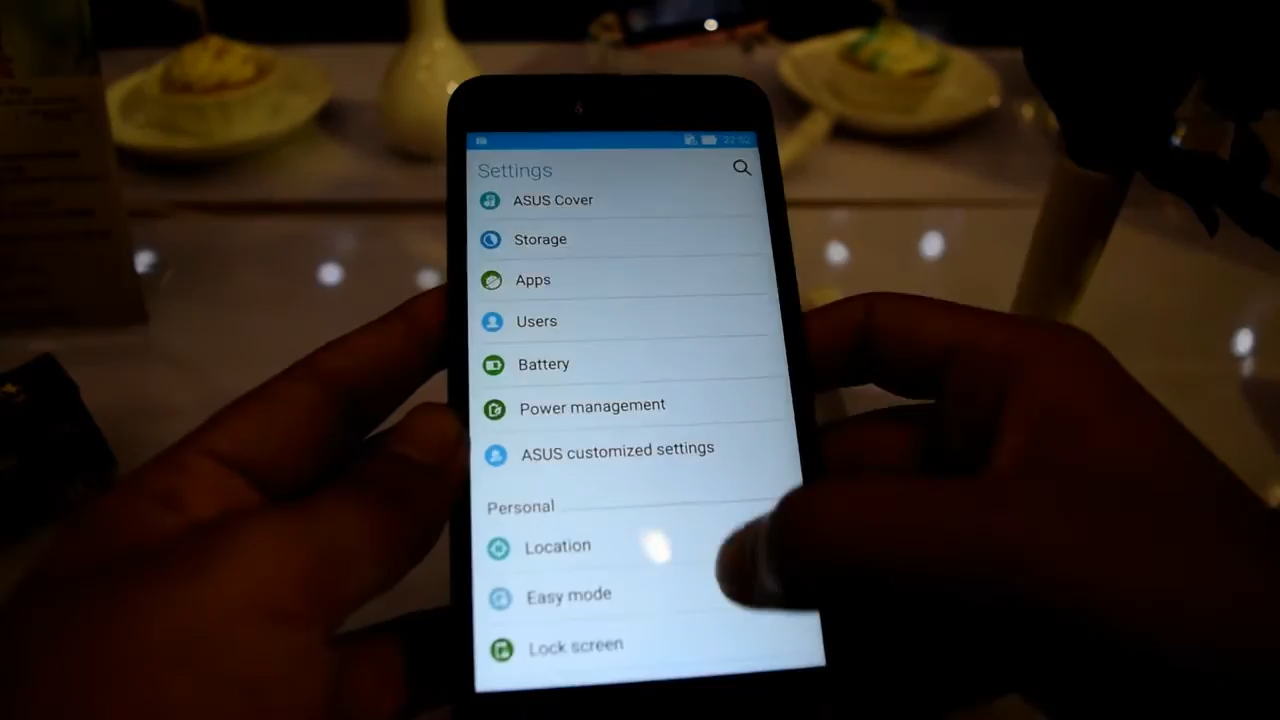 Settings
ASUS Cover
Storage
Apps
Users
Battery
Power management
ASUS customized settings
Personal
Location
Easy mode
Lock screen